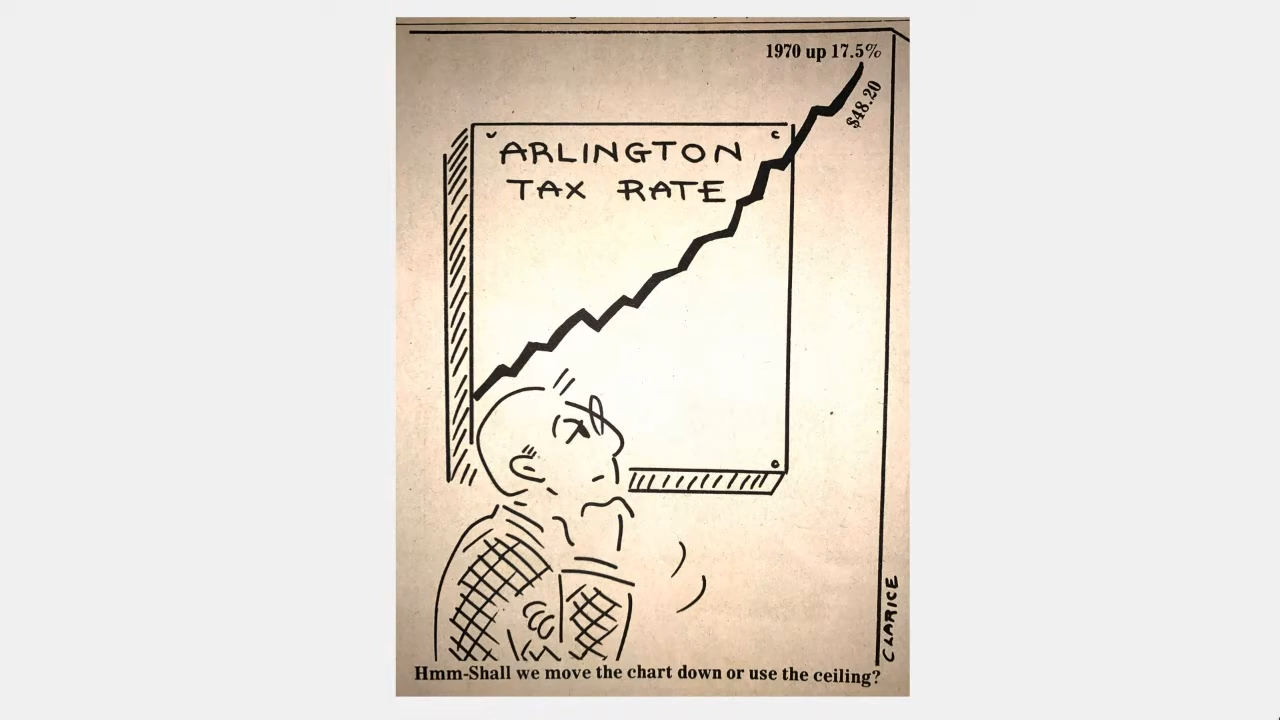 1970 up 17.5%
$48.20
ARLINGTON
TAX RATE
CLARICE
Hmm-Shall we move the chart down or use the ceiling?